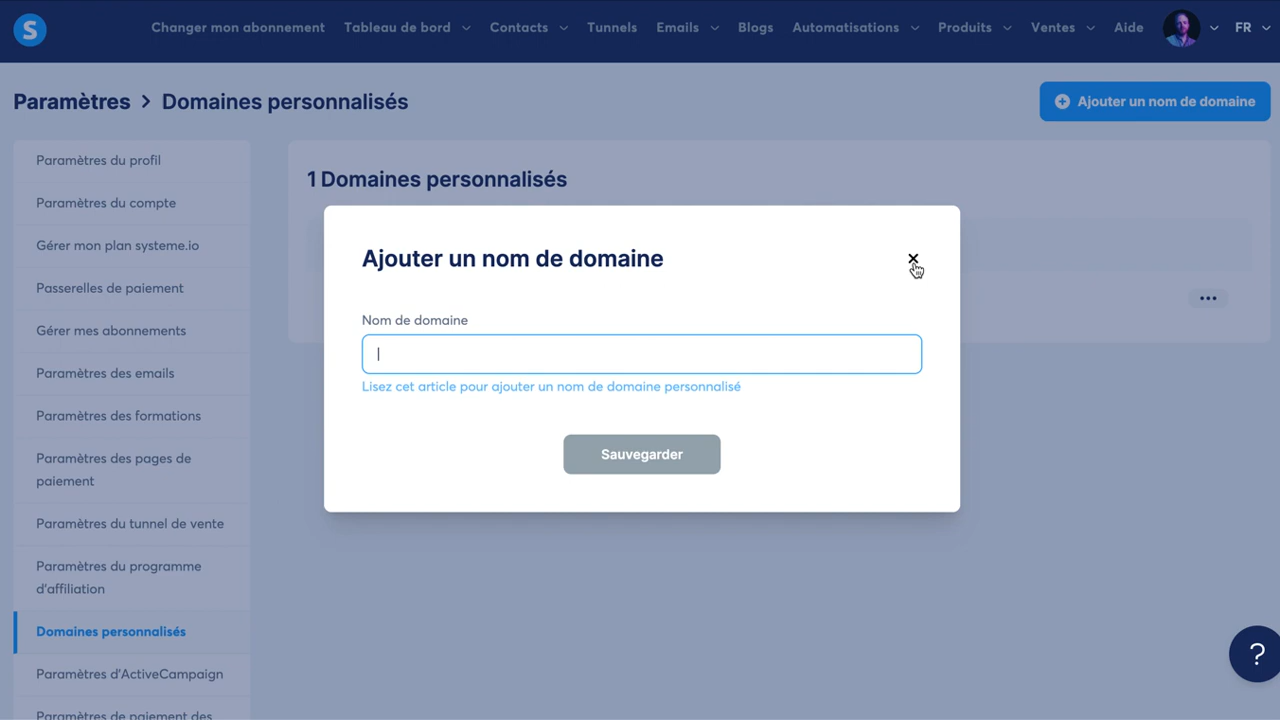 S
Changer mon abonnement
Tableau de bord
Contacts
Tunnels
Emails
Blogs
Automatisations
Produits
Ventes
Aide
FR
Paramètres > Domaines personnalisés
Ajouter un nom de domaine
Paramètres du profil
Paramètres du compte
Gérer mon plan systeme.io
Passerelles de paiement
Gérer mes abonnements
Paramètres des emails
Paramètres des formations
Paramètres des pages de
paiement
Paramètres du tunnel de vente
Paramètres du programme
d'affiliation
Domaines personnalisés
Paramètres d'ActiveCampaign
Paramètres de paiement des
1 Domaines personnalisés
Ajouter un nom de domaine
Nom de domaine
Lisez cet article pour ajouter un nom de domaine personnalisé
Sauvegarder
?